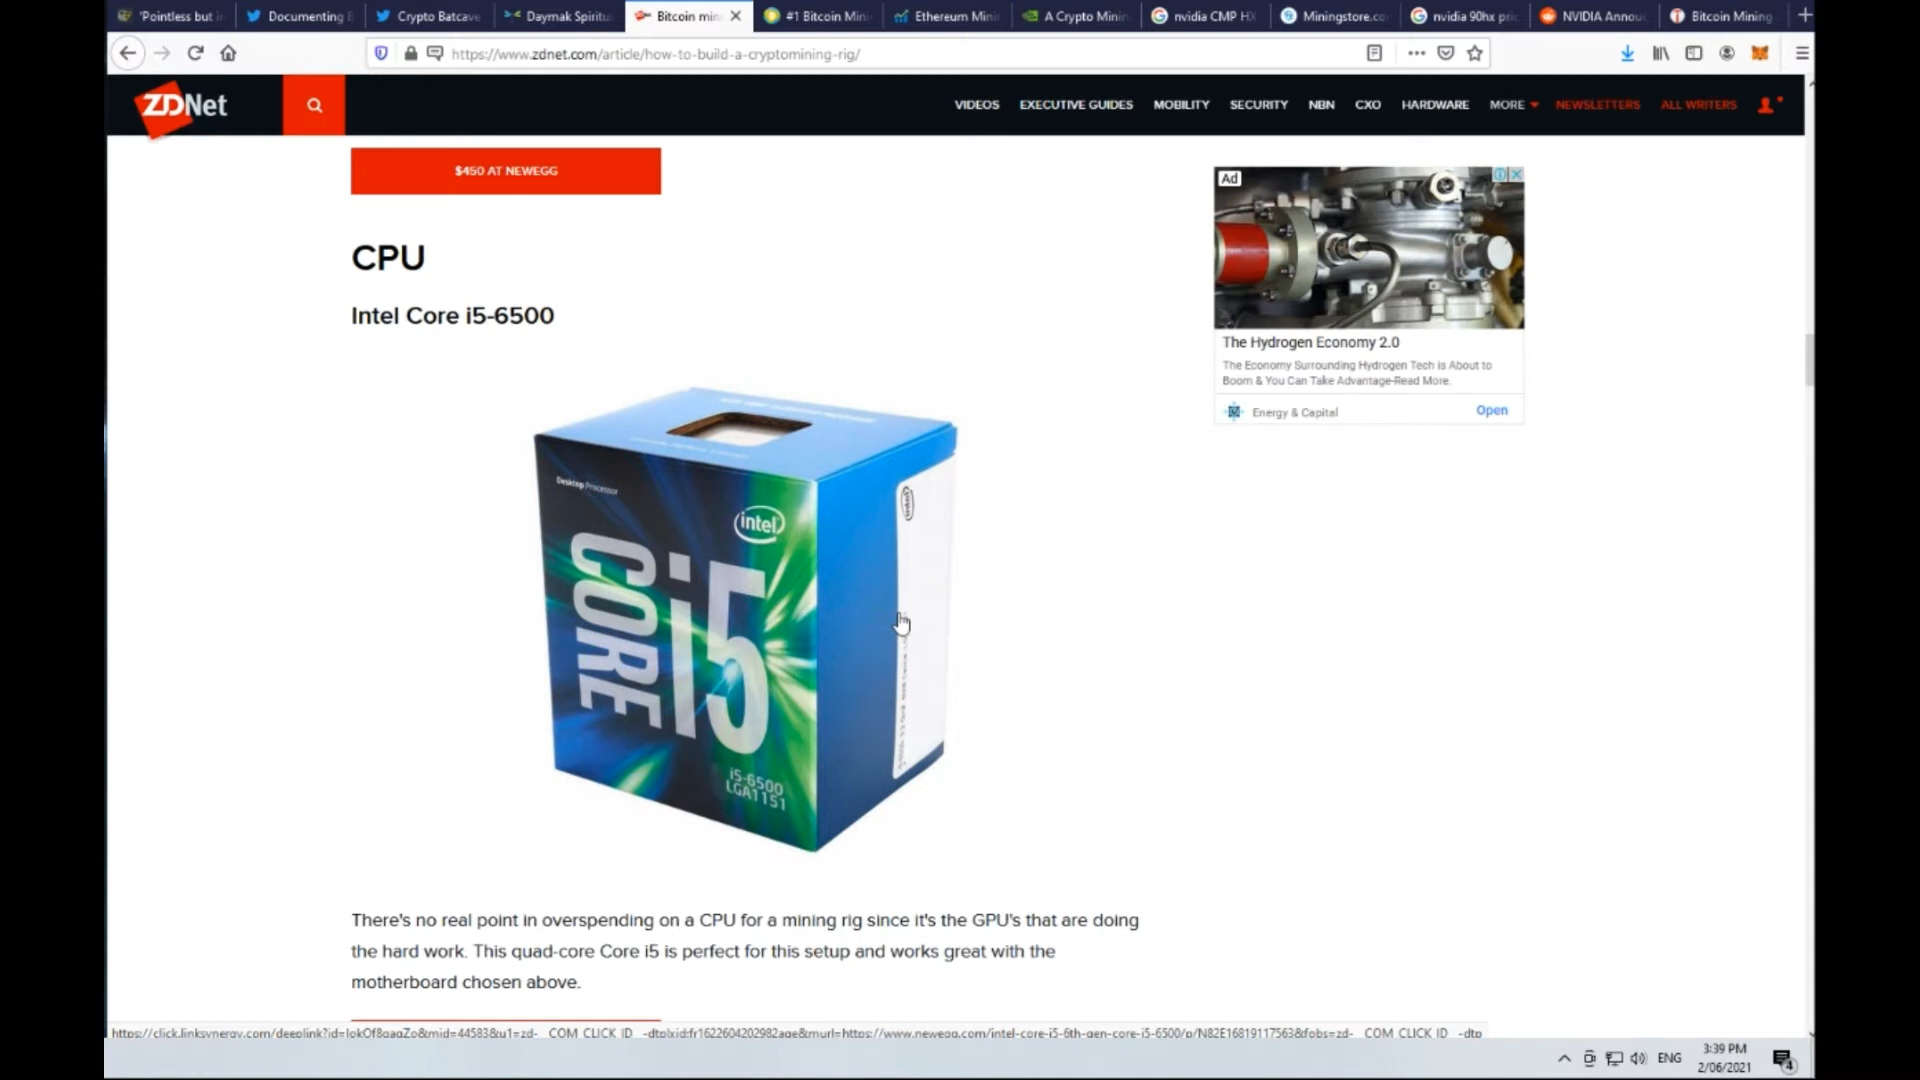 'Pointless but i
Documenting B
Crypto Batcave
Daymak Spiritu
Bitcoin min
#1 Bitcoin Mini
Ethereum Mini
A Crypto Minin
nvidia CMP HX
Miningstore.co
nvidia 90hx pri
NVIDIA Annou
Bitcoin Mining
https://www.zdnet.com/article/how-to-build-a-cryptomining-rig/
ZDNet
VIDEOS EXECUTIVE GUIDES MOBILITY SECURITY NBN CXO HARDWARE MORE NEWSLETTERS ALL WRITERS
$450 AT NEWEGG
CPU
Intel Core i5-6500
Desktop Processor
intel
CORE i5
i5-6500
LGA1151
intel
Ad
The Hydrogen Economy 2.0
The Economy Surrounding Hydrogen Tech is About to
Boom & You Can Take Advantage-Read More.
Energy & Capital
Open
There's no real point in overspending on a CPU for a mining rig since it's the GPU's that are doing
the hard work. This quad-core Core i5 is perfect for this setup and works great with the
motherboard chosen above.
ENG
3:39 PM
2/06/2021
4